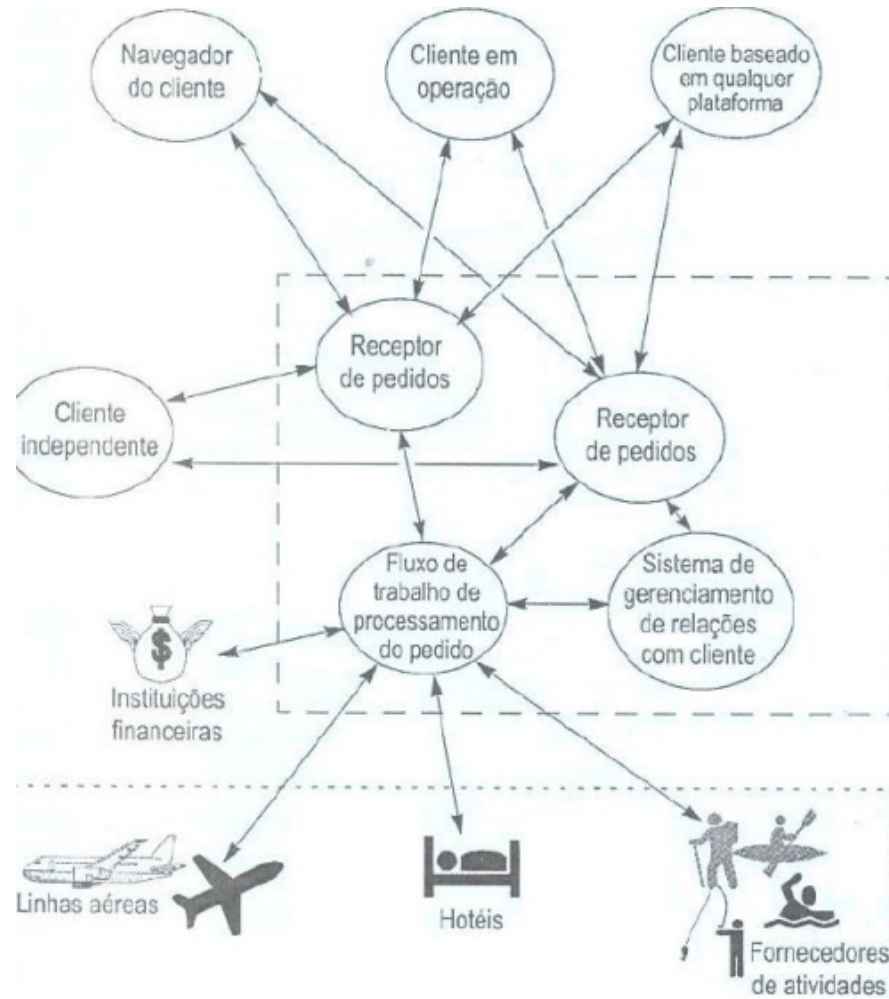 Navegador
do cliente
Cliente em
operação
Cliente baseado
em qualquer
plataforma
Receptor
de pedidos
Receptor
de pedidos
Cliente
independente
Fluxo de
trabalho de
processamento
do pedido
Sistema de
gerenciamento
de relações
com cliente
$
Instituições
financeiras
Linhas aéreas
Hotéis
Fornecedores
de atividades